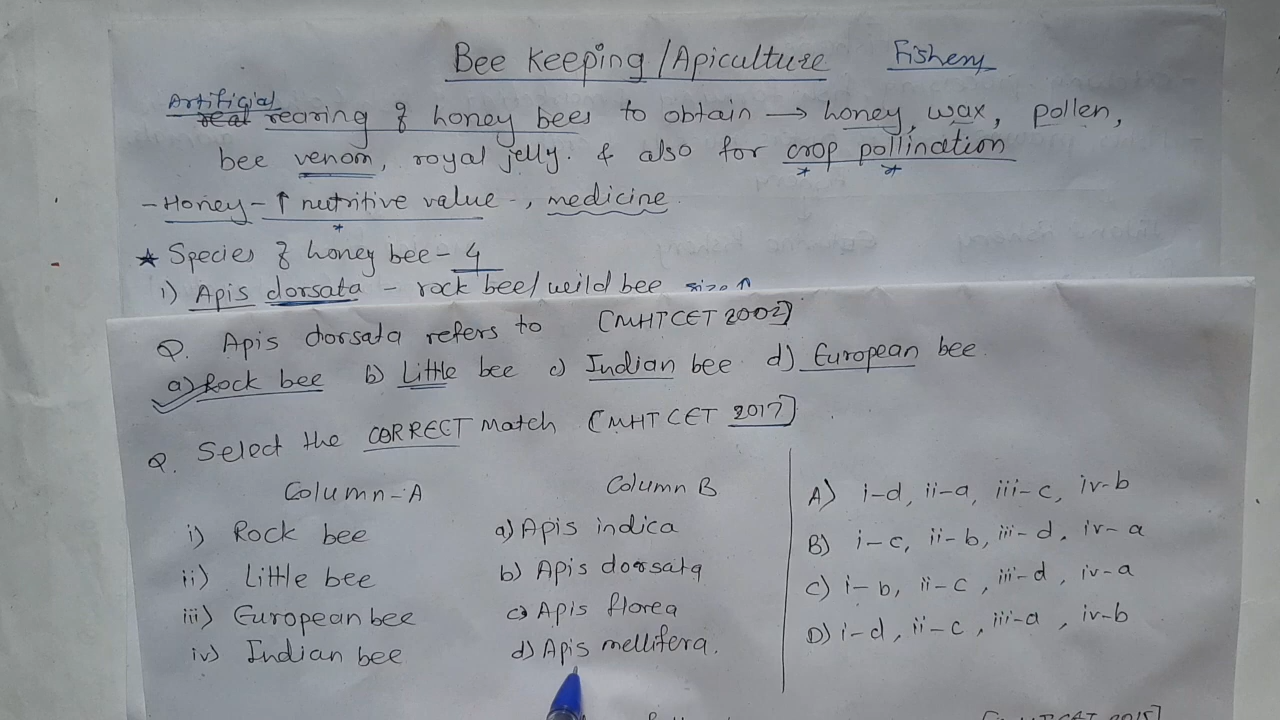 Bee Keeping/Apiculture Fishery
Artificial
real rearing & honey bees to obtain → honey, wax, pollen,
bee venom, royal jelly. & also for crop pollination
* *
- Honey - ↑ nutritive value -, medicine
*
★ Species & honey bee - 4
i) Apis dorsata - rock bee/wild bee size ↑
Q. Apis dorsata refers to [MHTCET 2002]
a) Rock bee b) Little bee c) Indian bee d) European bee
Q. Select the CORRECT Match [MHT CET 2017]
Column-A Column B
i) Rock bee a) Apis indica
ii) Little bee b) Apis dorsata
iii) European bee c) Apis florea
iv) Indian bee d) Apis mellifera.
A) i-d, ii-a, iii-c, iv-b
B) i-c, ii-b, iii-d, iv-a
C) i-b, ii-c, iii-d, iv-a
D) i-d, ii-c, iii-a, iv-b